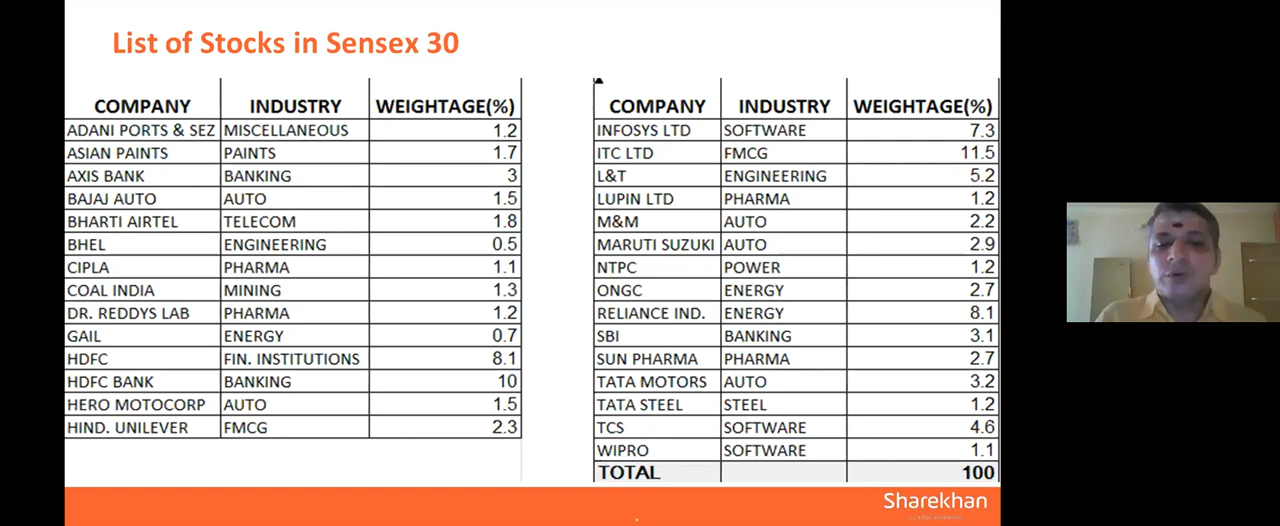 List of Stocks in Sensex 30
COMPANY INDUSTRY WEIGHTAGE(%)
ADANI PORTS & SEZ MISCELLANEOUS 1.2
ASIAN PAINTS PAINTS 1.7
AXIS BANK BANKING 3
BAJAJ AUTO AUTO 1.5
BHARTI AIRTEL TELECOM 1.8
BHEL ENGINEERING 0.5
CIPLA PHARMA 1.1
COAL INDIA MINING 1.3
DR. REDDYS LAB PHARMA 1.2
GAIL ENERGY 0.7
HDFC FIN. INSTITUTIONS 8.1
HDFC BANK BANKING 10
HERO MOTOCORP AUTO 1.5
HIND. UNILEVER FMCG 2.3
COMPANY INDUSTRY WEIGHTAGE(%)
INFOSYS LTD SOFTWARE 7.3
ITC LTD FMCG 11.5
L&T ENGINEERING 5.2
LUPIN LTD PHARMA 1.2
M&M AUTO 2.2
MARUTI SUZUKI AUTO 2.9
NTPC POWER 1.2
ONGC ENERGY 2.7
RELIANCE IND. ENERGY 8.1
SBI BANKING 3.1
SUN PHARMA PHARMA 2.7
TATA MOTORS AUTO 3.2
TATA STEEL STEEL 1.2
TCS SOFTWARE 4.6
WIPRO SOFTWARE 1.1
TOTAL 100
Sharekhan